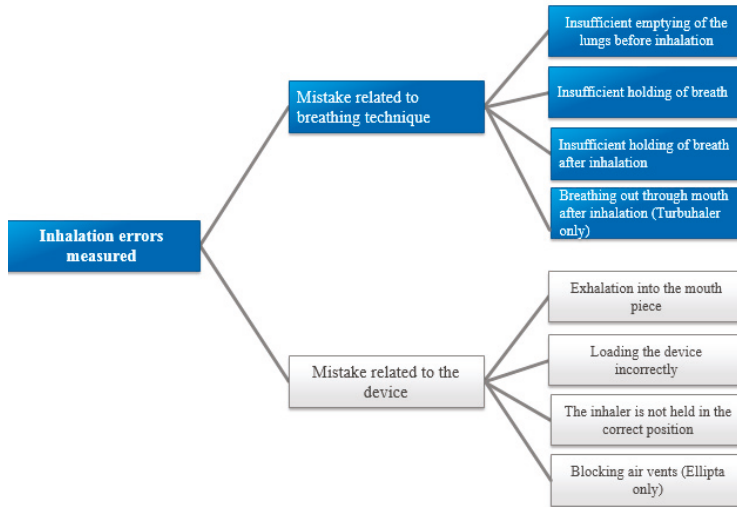 Inhalation errors
measured
Mistake related to
breathing technique
Insufficient emptying of the
lungs before inhalation
Insufficient holding of breath
Insufficient holding of breath
after inhalation
Breathing out through mouth
after inhalation (Turbuhaler
only)
Mistake related to the
device
Exhalation into the mouth
piece
Loading the device
incorrectly
The inhaler is not held in the
correct position
Blocking air vents (Ellipta
only)